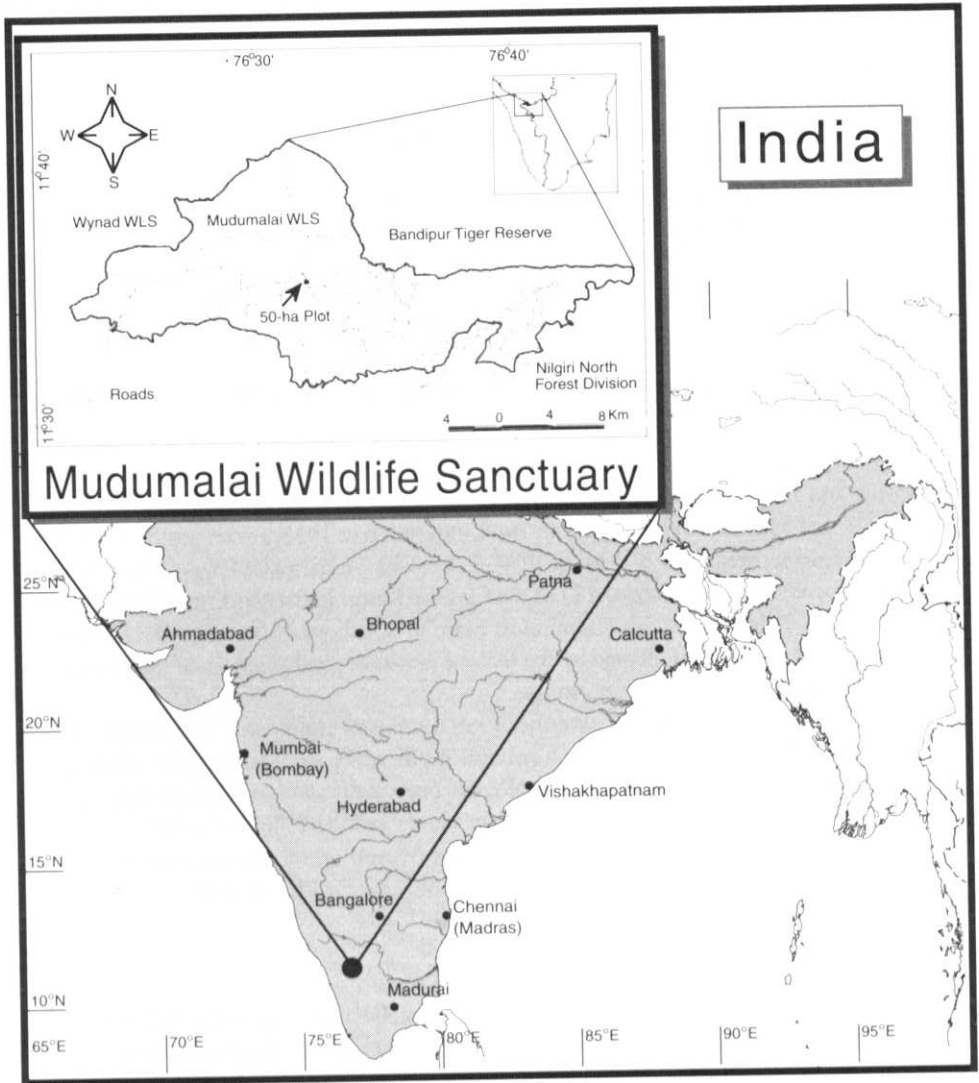 76°30'
76°40'
N
W E
S
11°40'
India
Wynad WLS
Mudumalai WLS
Bandipur Tiger Reserve
50-ha Plot
Roads
Nilgiri North
Forest Division
11°30'
4 0 4 8 Km
Mudumalai Wildlife Sanctuary
25°N
Patna
Ahmadabad
Bhopal
Calcutta
20°N
Mumbai
(Bombay)
Hyderabad
Vishakhapatnam
15°N
Bangalore
Chennai
(Madras)
Madurai
10°N
65°E
70°E
75°E
80°E
85°E
90°E
95°E